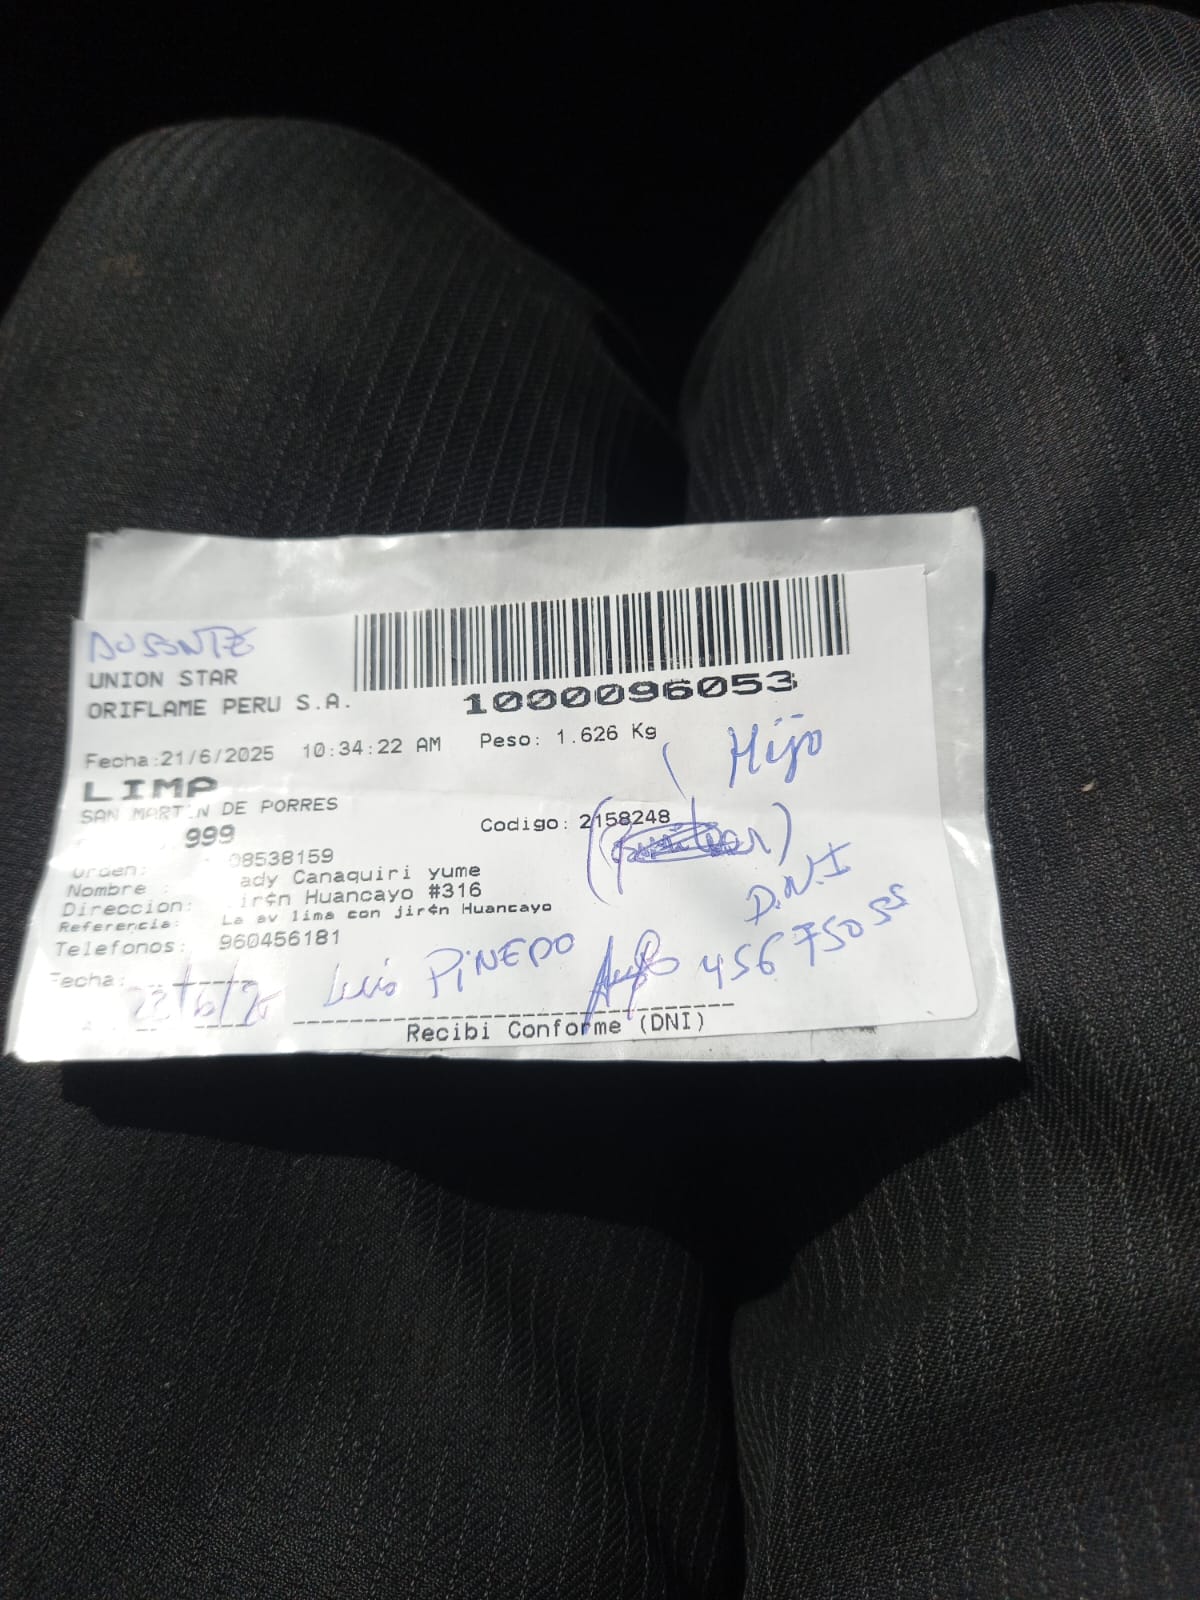 AUSENTE
UNION STAR
ORIFLAME PERU S.A.
1000096053
Fecha:21/6/2025 10:34:22 AM Peso: 1.626 Kg
Hijo
LIMA
SAN MARTIN DE PORRES
999
Codigo: 2158248
Orden: 08538159
Nombre : ady Canaquiri yume
D.N.I
Direccion: ir¢n Huancayo #316
Referencia: La av lima con jir¢n Huancayo
Telefonos: 960456181
Fecha: 22/6/25 Luis PINEDO 456750
Recibi Conforme (DNI)